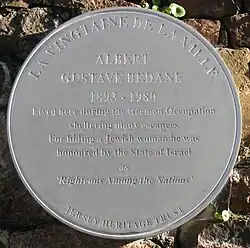 LA VINGTAINE DE LA VILLE
ALBERT
GUSTAVE BEDANE
1893 - 1980
Lived here during the German Occupation
Sheltering many escapees
For hiding a Jewish woman he was
honoured by the State of Israel
as
'Righteous Among the Nations'
JERSEY HERITAGE TRUST